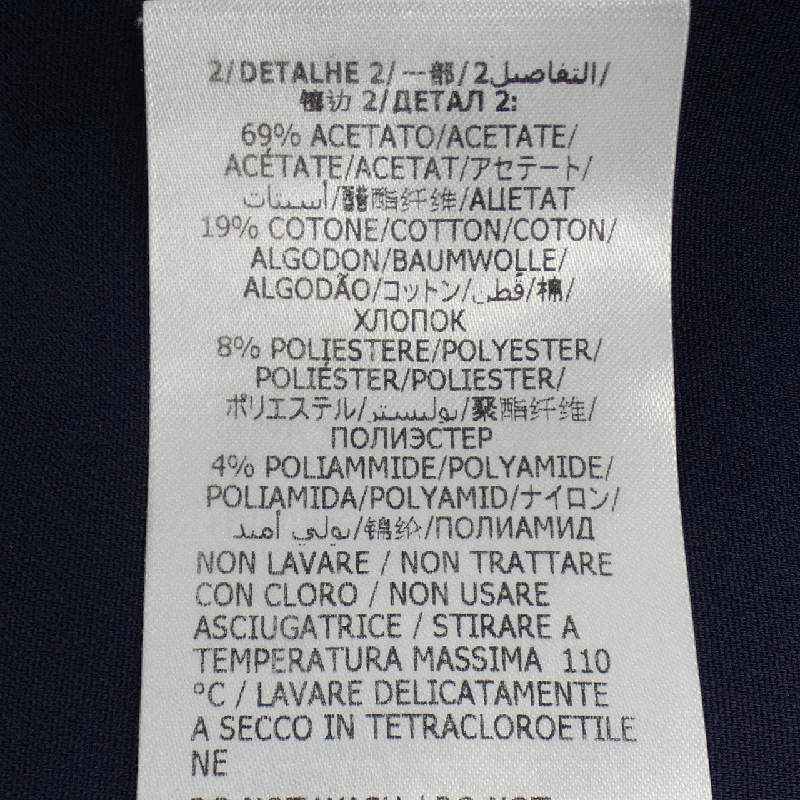 2/DETALHE 2/一部/2التفاصيل/
镶边 2/ДЕТАЛ 2:
69% ACETATO/ACETATE/
ACÉTATE/ACETAT/アセテート/
أسيتات/醋酯纤维/АЦЕТАТ
19% COTONE/COTTON/COTON/
ALGODON/BAUMWOLLE/
ALGODÃO/コットン/قطن/棉/
ХЛОПОК
8% POLIESTERE/POLYESTER/
POLIÉSTER/POLIESTER/
ポリエステル/بوليستر/聚酯纤维/
ПОЛИЭСТЕР
4% POLIAMMIDE/POLYAMIDE/
POLIAMIDA/POLYAMID/ナイロン/
بولي أميد/锦纶/ПОЛИАМИД
NON LAVARE / NON TRATTARE
CON CLORO / NON USARE
ASCIUGATRICE / STIRARE A
TEMPERATURA MASSIMA 110
°C / LAVARE DELICATAMENTE
A SECCO IN TETRACLOROETILE
NE